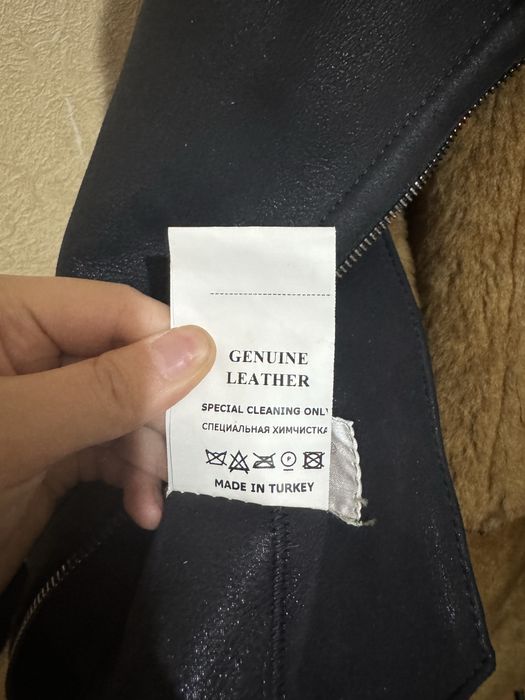 GENUINE
LEATHER
SPECIAL CLEANING ONLY
СПЕЦИАЛЬНАЯ ХИМЧИСТКА
P
MADE IN TURKEY